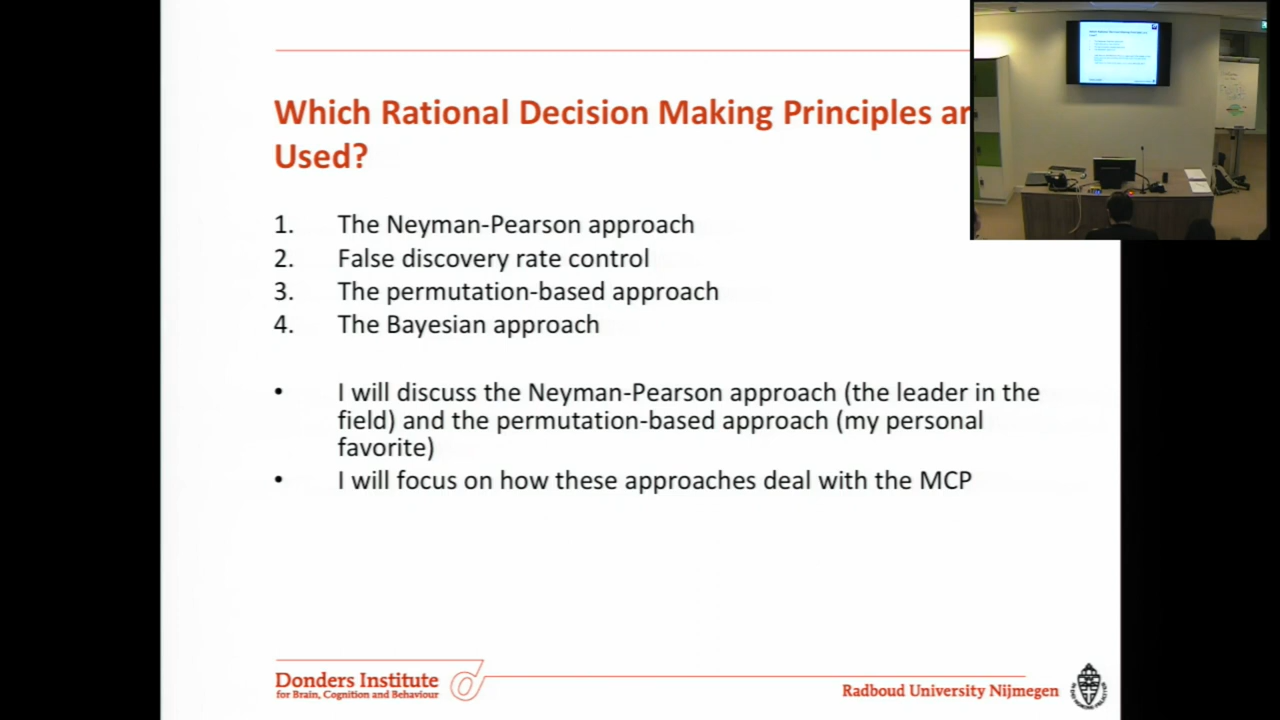 Which Rational Decision Making Principles ar
Used?
1. The Neyman-Pearson approach
2. False discovery rate control
3. The permutation-based approach
4. The Bayesian approach
• I will discuss the Neyman-Pearson approach (the leader in the
field) and the permutation-based approach (my personal
favorite)
• I will focus on how these approaches deal with the MCP
Donders Institute
for Brain, Cognition and Behaviour
Radboud University Nijmegen